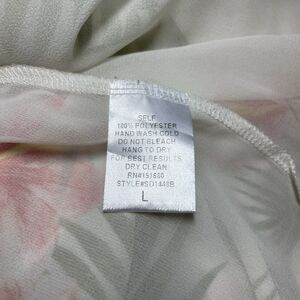 SELF
100% POLYESTER
HAND WASH COLD
DO NOT BLEACH
HANG TO DRY
FOR BEST RESULTS
DRY CLEAN
RN#151680
STYLE#SD1448B
L